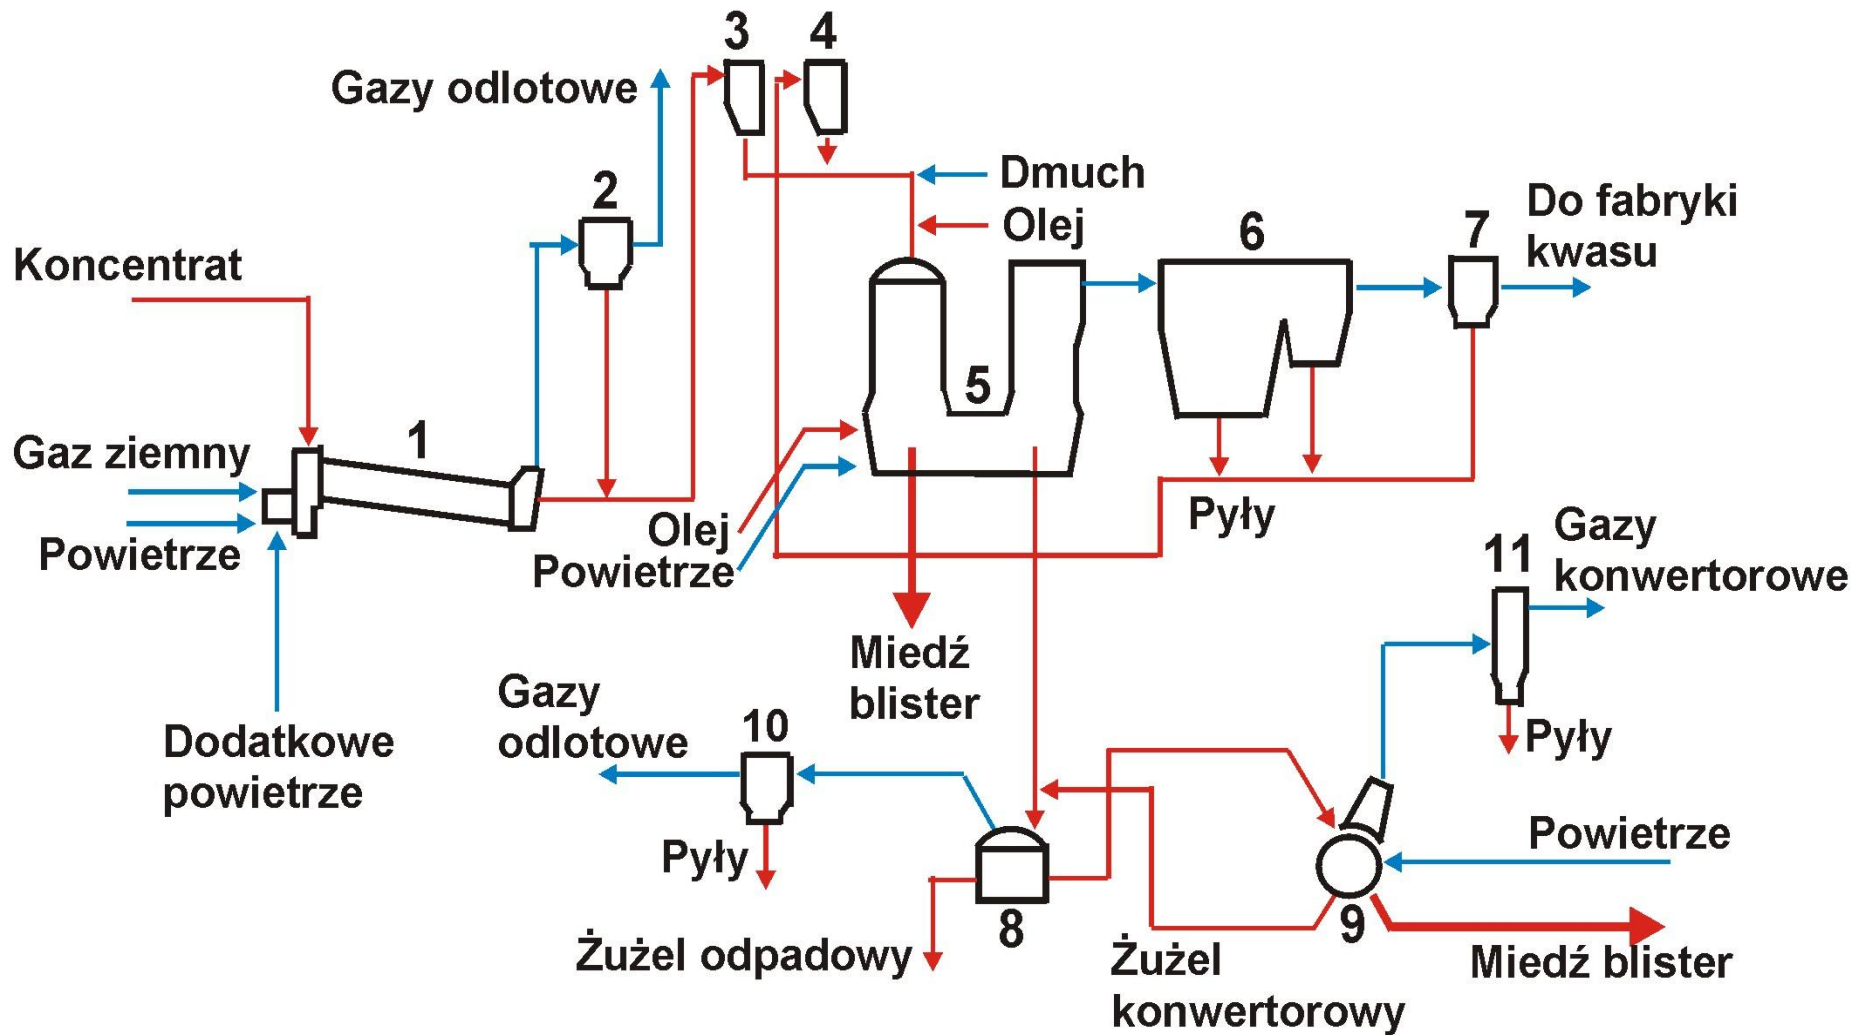 3
4
Gazy odlotowe
Dmuch
Olej
2
6
7
Do fabryki
kwasu
Koncentrat
5
1
Gaz ziemny
Powietrze
Olej
Powietrze
Pyły
11
Gazy
konwertorowe
Miedź
blister
Gazy
odlotowe
10
Pyły
Dodatkowe
powietrze
Pyły
Powietrze
8
9
Żużel odpadowy
Żużel
konwertorowy
Miedź blister